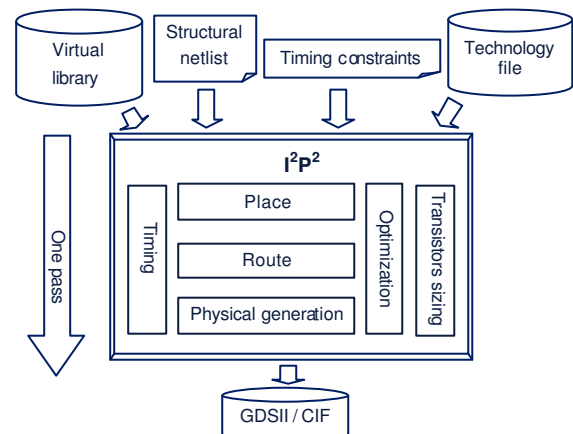 Virtual
library
Structural
netlist
Timing constraints
Technology
file
I²P²
One pass
Timing
Place
Route
Physical generation
Optimization
Transistors sizing
GDSII / CIF